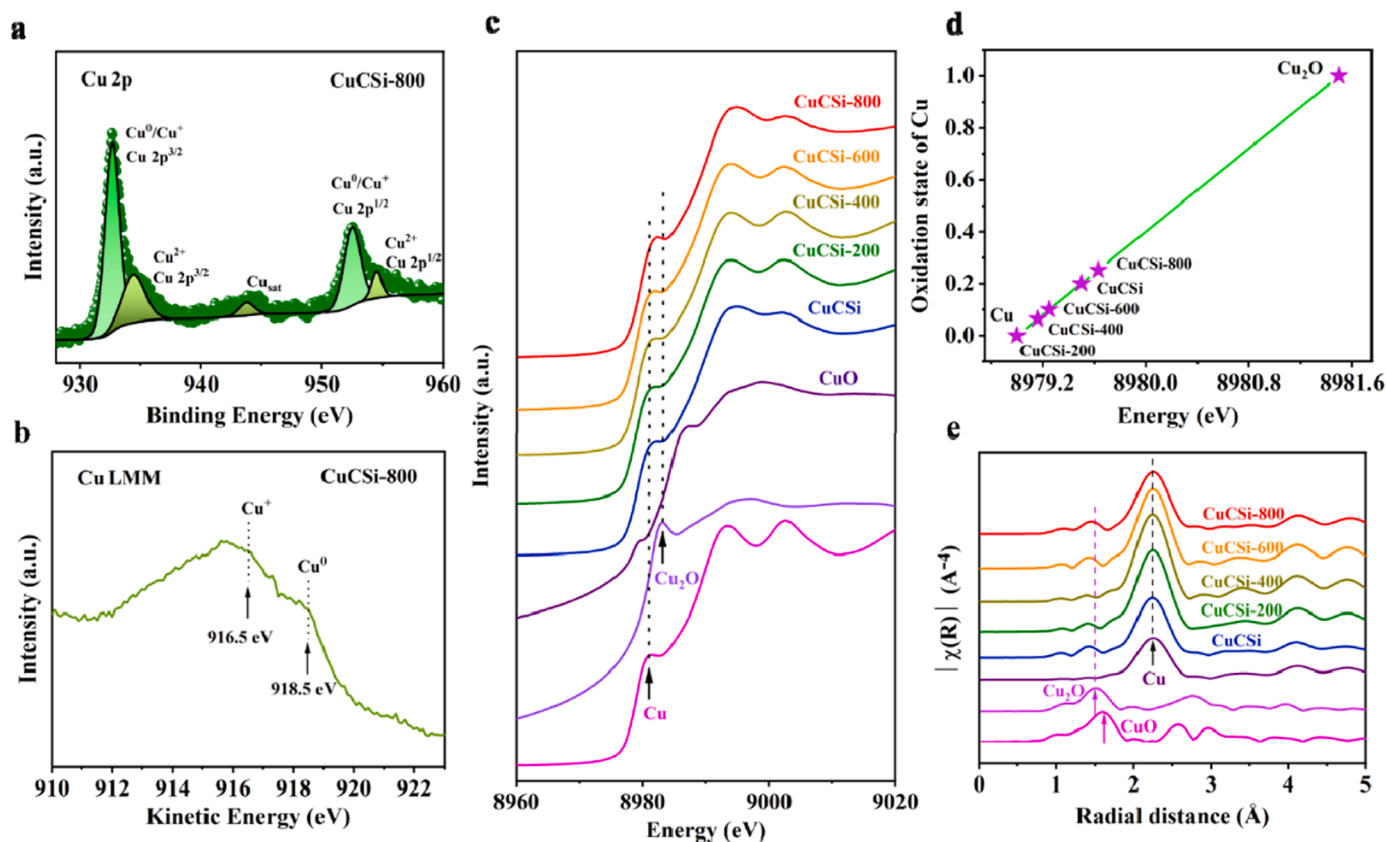 a
Cu 2p
CuCSi-800
Cu⁰/Cu⁺
Cu 2p³/²
Cu²⁺
Cu 2p³/²
Cu_sat
Cu⁰/Cu⁺
Cu 2p¹/²
Cu²⁺
Cu 2p¹/²
Intensity (a.u.)
930
940
950
960
Binding Energy (eV)
b
Cu LMM
CuCSi-800
Cu⁺
Cu⁰
916.5 eV
918.5 eV
Intensity (a.u.)
910
912
914
916
918
920
922
Kinetic Energy (eV)
c
CuCSi-800
CuCSi-600
CuCSi-400
CuCSi-200
CuCSi
CuO
Cu₂O
Cu
Intensity (a.u.)
8960
8980
9000
9020
Energy (eV)
d
Oxidation state of Cu
1.0
0.8
0.6
0.4
0.2
0.0
Cu₂O
CuCSi-800
CuCSi
CuCSi-600
Cu
CuCSi-400
CuCSi-200
8979.2
8980.0
8980.8
8981.6
Energy (eV)
e
CuCSi-800
CuCSi-600
CuCSi-400
CuCSi-200
CuCSi
Cu
Cu₂O
CuO
| χ(R) | (A⁻⁴)
0
1
2
3
4
5
Radial distance (Å)